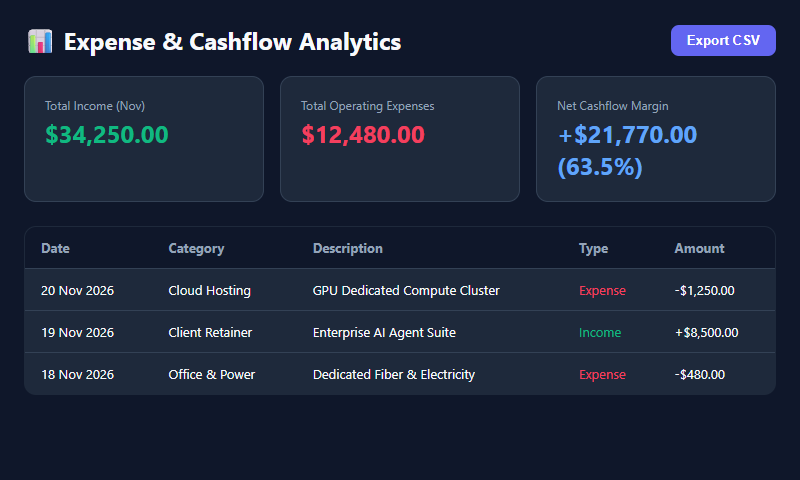 Expense & Cashflow Analytics
Export CSV
Total Income (Nov)
$34,250.00
Total Operating Expenses
$12,480.00
Net Cashflow Margin
+$21,770.00
(63.5%)
Date Category Description Type Amount
20 Nov 2026 Cloud Hosting GPU Dedicated Compute Cluster Expense -$1,250.00
19 Nov 2026 Client Retainer Enterprise AI Agent Suite Income +$8,500.00
18 Nov 2026 Office & Power Dedicated Fiber & Electricity Expense -$480.00